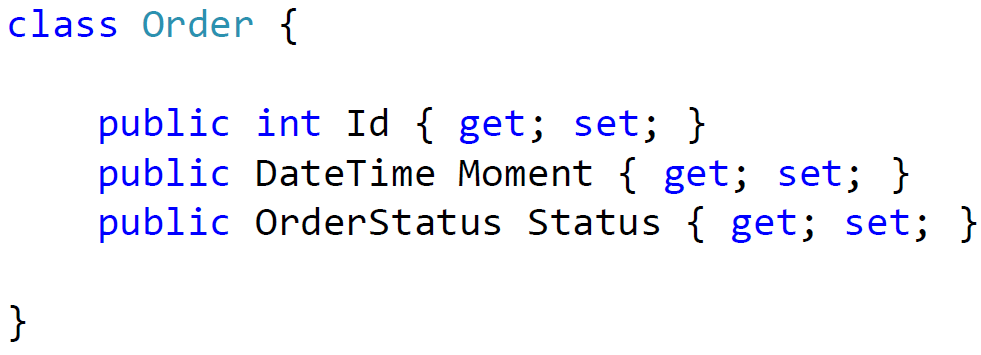 class Order {
public int Id { get; set; }
public DateTime Moment { get; set; }
public OrderStatus Status { get; set; }
}